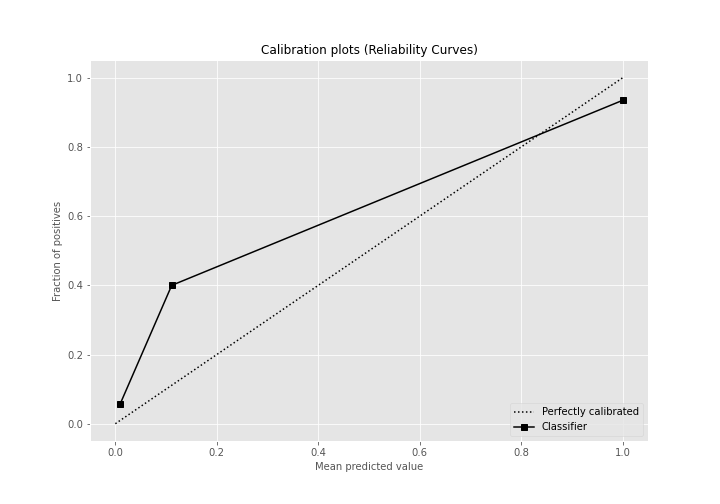 Calibration plots (Reliability Curves)
1.0
0.8
0.6
0.4
0.2
0.0
Fraction of positives
0.0 0.2 0.4 0.6 0.8 1.0
Mean predicted value
Perfectly calibrated
Classifier